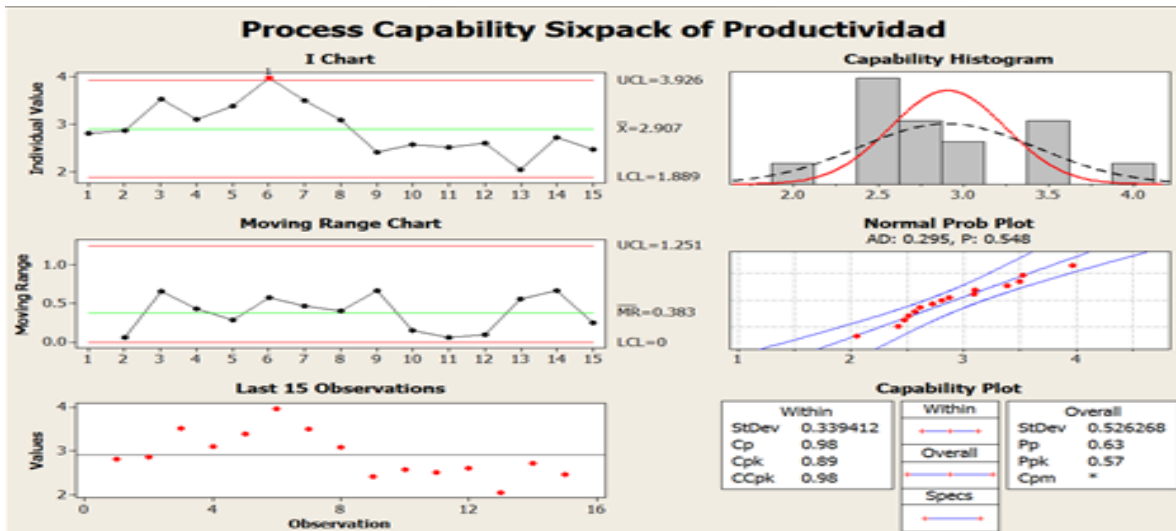 Process Capability Sixpack of Productividad
I Chart
Individual Value
4
3
2
1
UCL=3.926
X=2.907
LCL=1.889
1 2 3 4 5 6 7 8 9 10 11 12 13 14 15
Capability Histogram
2.0 2.5 3.0 3.5 4.0
Moving Range Chart
Moving Range
1.0
0.5
0.0
UCL=1.251
MR=0.383
LCL=0
1 2 3 4 5 6 7 8 9 10 11 12 13 14 15
Normal Prob Plot
AD: 0.295, P: 0.548
1 2 3 4
Last 15 Observations
Values
4
3
2
0 4 8 12 16
Observation
Capability Plot
Within
StDev 0.339412
Cp 0.98
Cpk 0.89
CCpk 0.98
Within
Overall
Specs
Overall
StDev 0.526268
Pp 0.63
Ppk 0.57
Cpm *